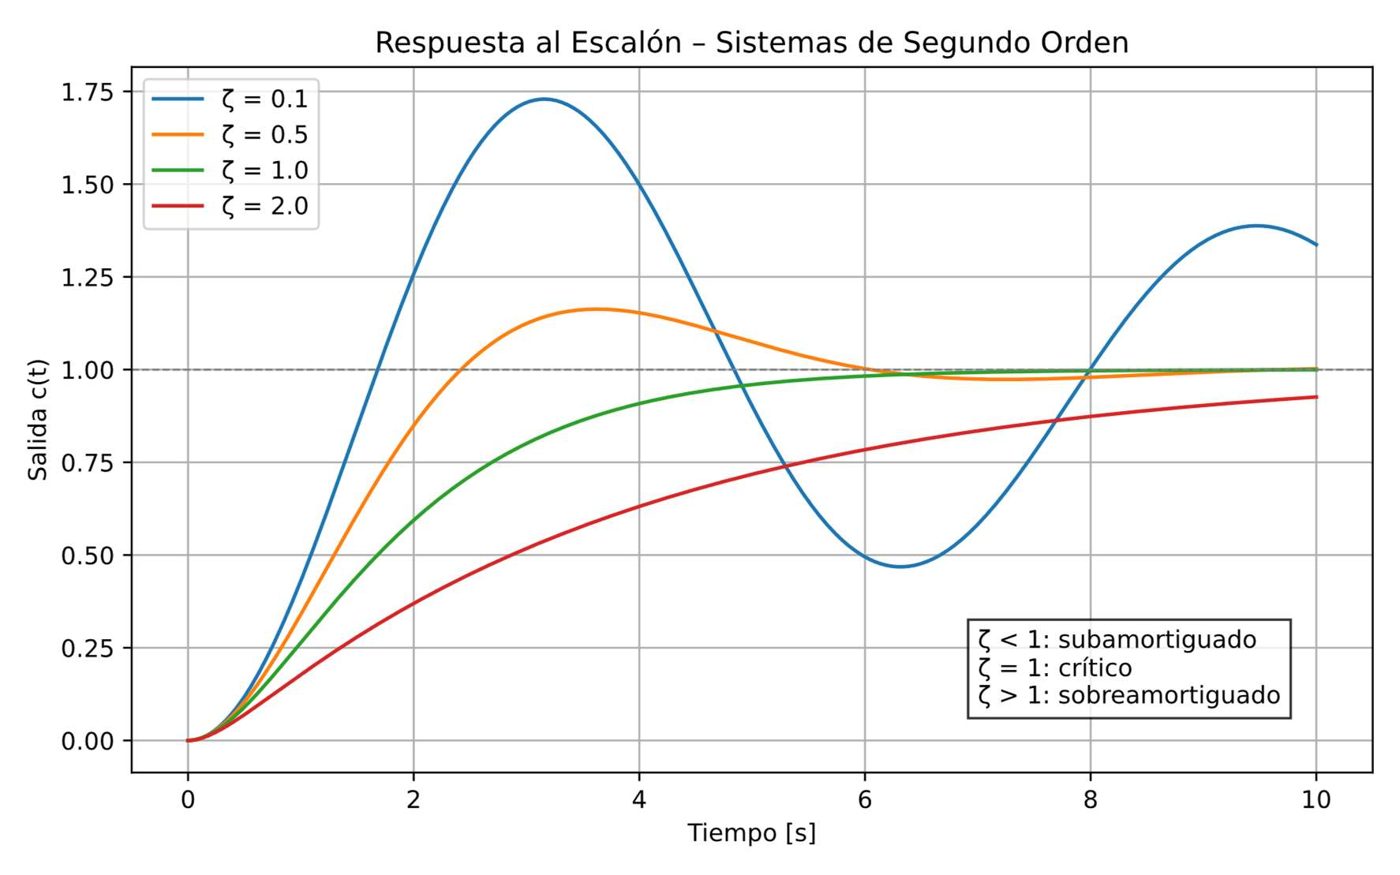 Respuesta al Escalón – Sistemas de Segundo Orden
ζ = 0.1
ζ = 0.5
ζ = 1.0
ζ = 2.0
1.75
1.50
1.25
1.00
0.75
0.50
0.25
0.00
Salida c(t)
ζ < 1: subamortiguado
ζ = 1: crítico
ζ > 1: sobreamortiguado
0 2 4 6 8 10
Tiempo [s]